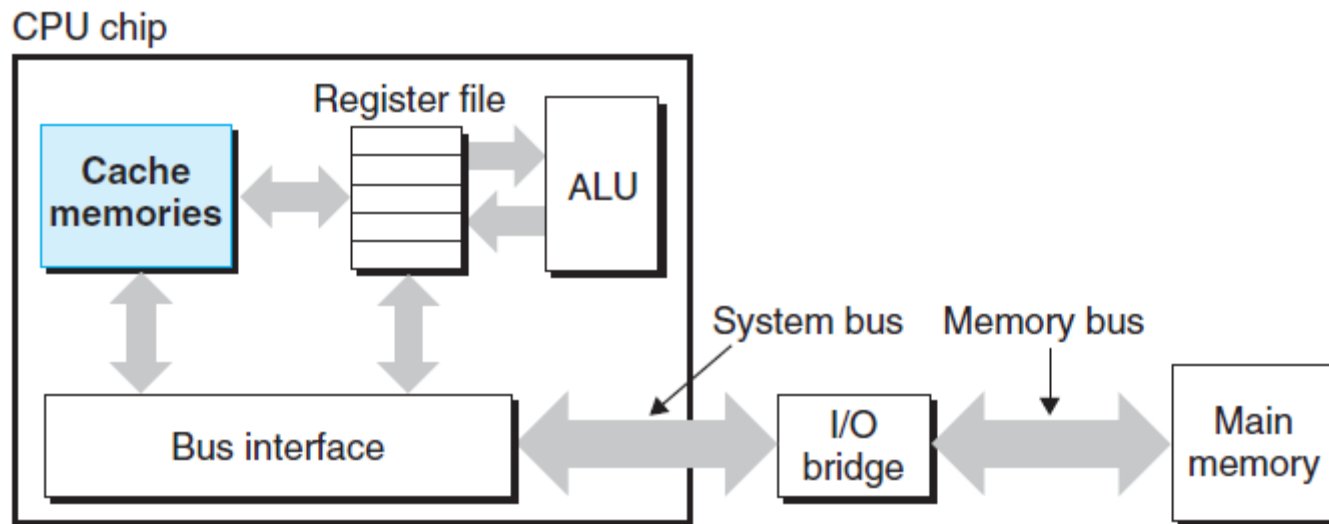 CPU chip
Register file
Cache
memories
ALU
System bus
Memory bus
Bus interface
I/O
bridge
Main
memory